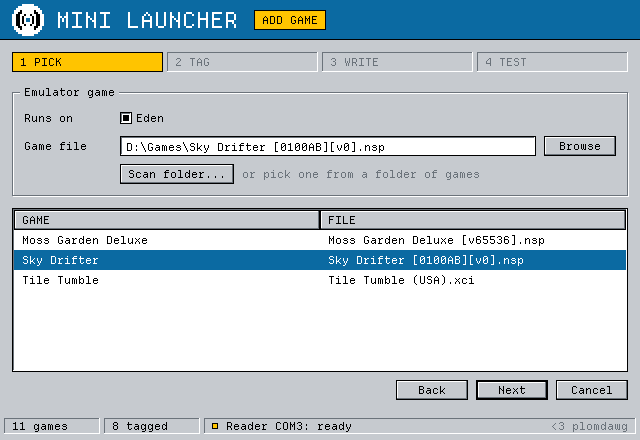 MINI LAUNCHER ADD GAME
1 PICK 2 TAG 3 WRITE 4 TEST
Emulator game
Runs on Eden
Game file D:\Games\Sky Drifter [0100AB][v0].nsp Browse
Scan folder... or pick one from a folder of games
GAME FILE
Moss Garden Deluxe Moss Garden Deluxe [v65536].nsp
Sky Drifter Sky Drifter [0100AB][v0].nsp
Tile Tumble Tile Tumble (USA).xci
Back Next Cancel
11 games 8 tagged Reader COM3: ready <3 plomdawg